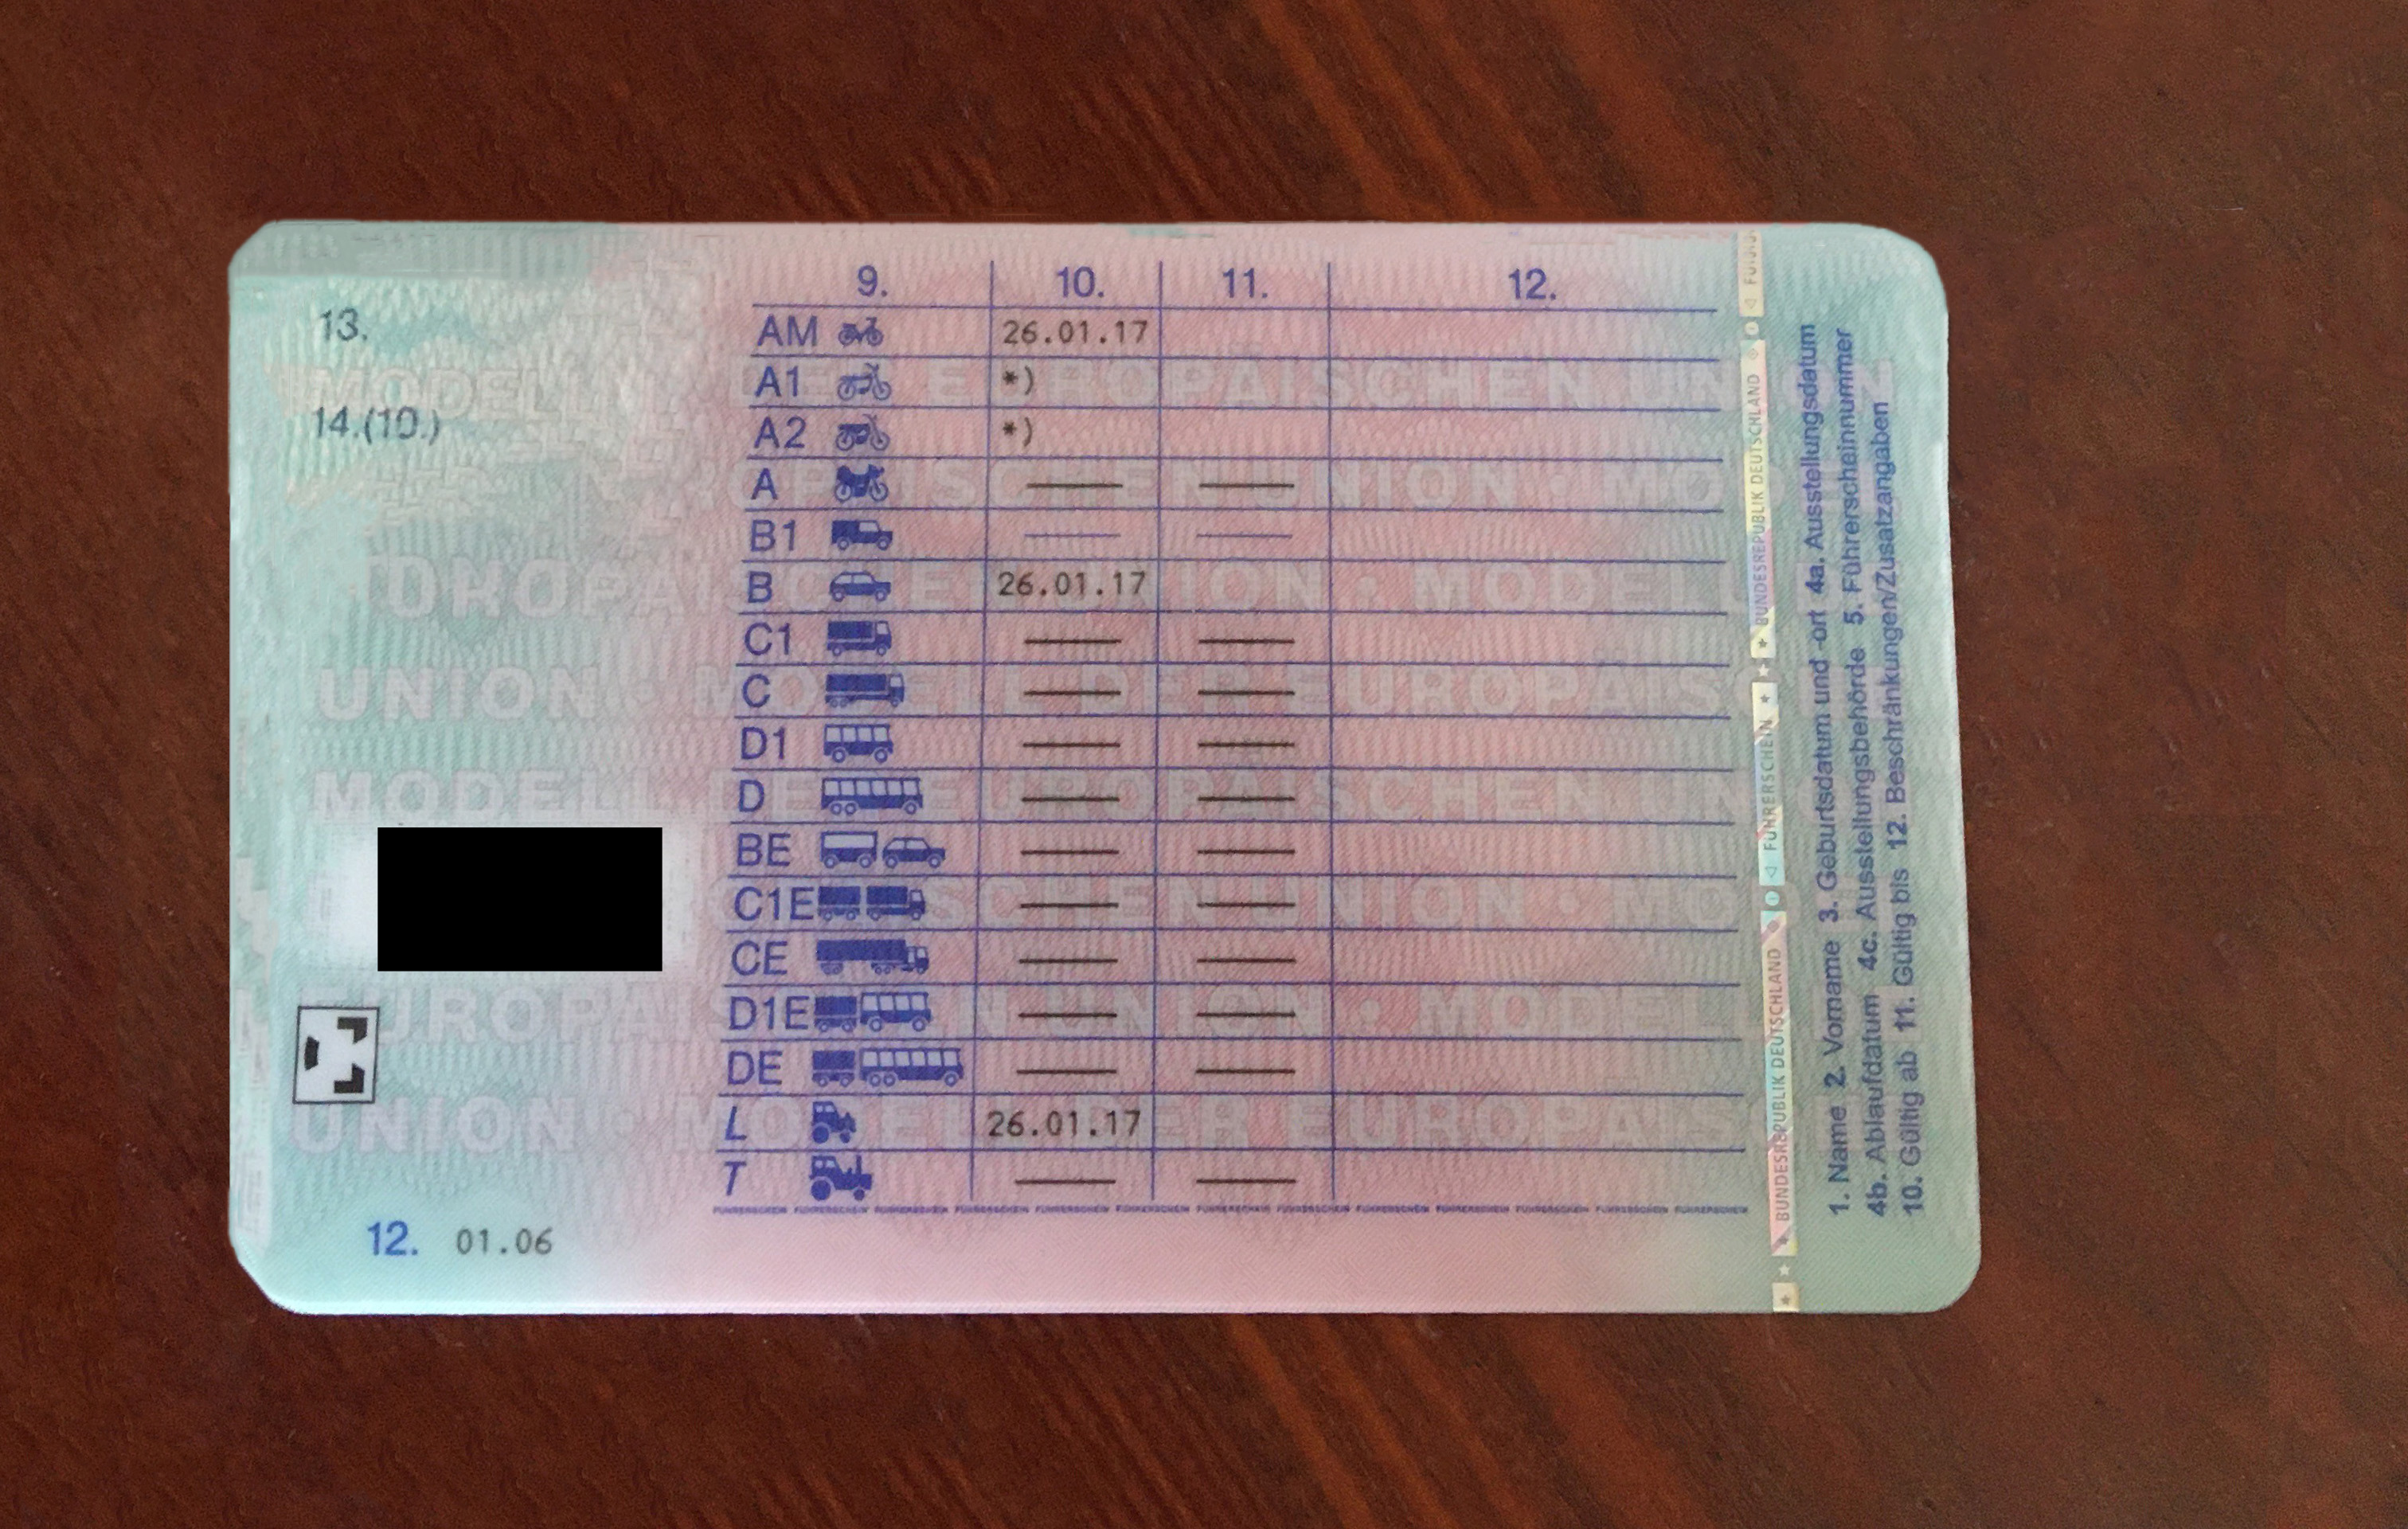 13.
14.(10.)
9. 10. 11. 12.
AM 26.01.17
A1 *)
A2 *)
A
B1
B 26.01.17
C1
C
D1
D
BE
C1E
CE
D1E
DE
L 26.01.17
T
12. 01.06
1. Name 2. Vorname 3. Geburtsdatum und -ort 4a. Ausstellungsdatum
4b. Ablaufdatum 4c. Ausstellungsbehörde 5. Führerscheinnummer
10. Gültig ab 11. Gültig bis 12. Beschränkungen/Zusatzangaben
BUNDESREPUBLIK DEUTSCHLAND
FÜHRERSCHEIN
BUNDESREPUBLIK DEUTSCHLAND
UNION · MODELL DER EUROPÄIS